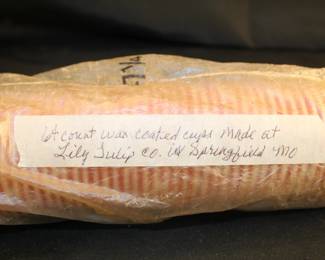 64 count wax coated cups Made at
Lily Tulip Co. in Springfield MO